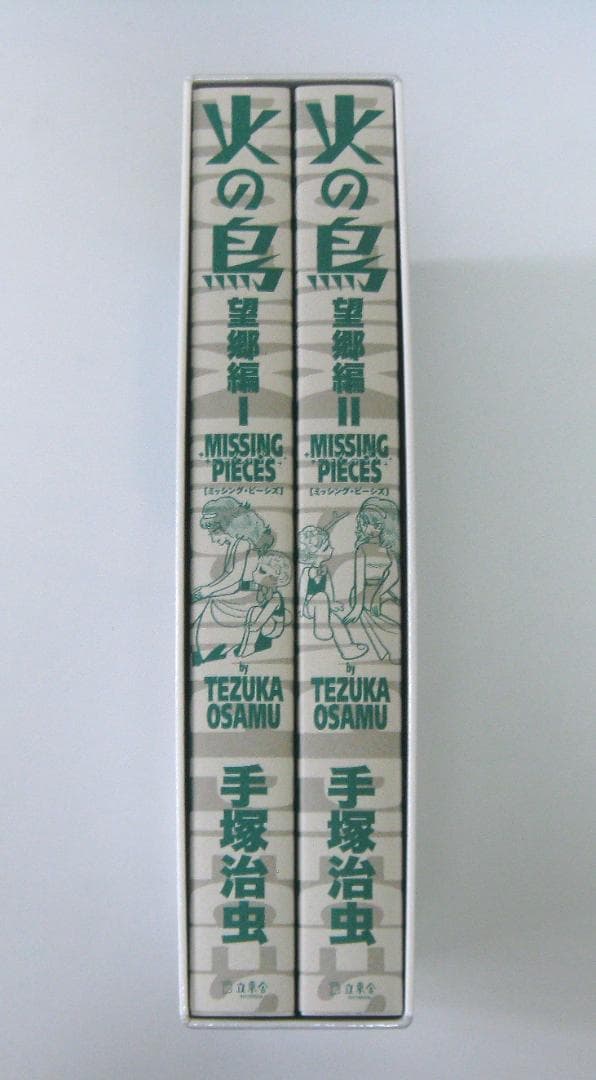 火の鳥
望郷編 I
MISSING
PIECES
[ミッシング・ピーシズ]
by
TEZUKA
OSAMU
手塚治虫
立東舎
火の鳥
望郷編 II
MISSING
PIECES
[ミッシング・ピーシズ]
by
TEZUKA
OSAMU
手塚治虫
立東舎